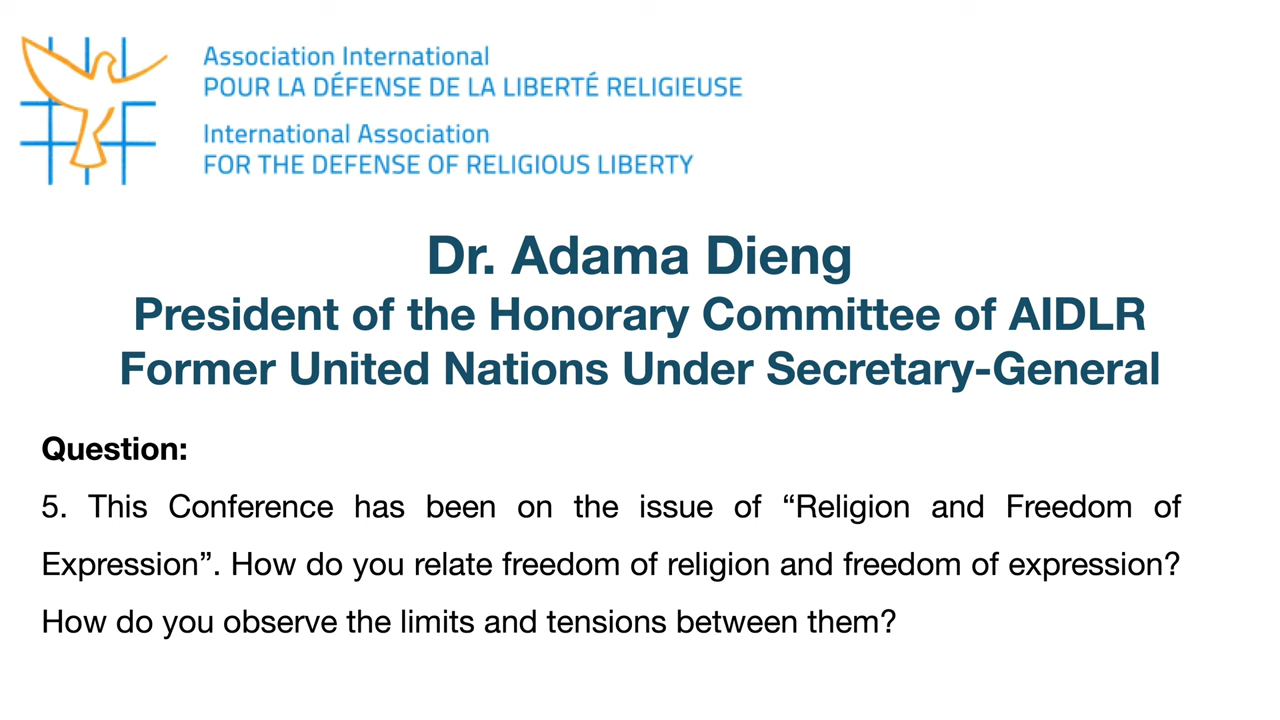 Association International
POUR LA DÉFENSE DE LA LIBERTÉ RELIGIEUSE
International Association
FOR THE DEFENSE OF RELIGIOUS LIBERTY
Dr. Adama Dieng
President of the Honorary Committee of AIDLR
Former United Nations Under Secretary-General
Question:
5. This Conference has been on the issue of “Religion and Freedom of
Expression”. How do you relate freedom of religion and freedom of expression?
How do you observe the limits and tensions between them?